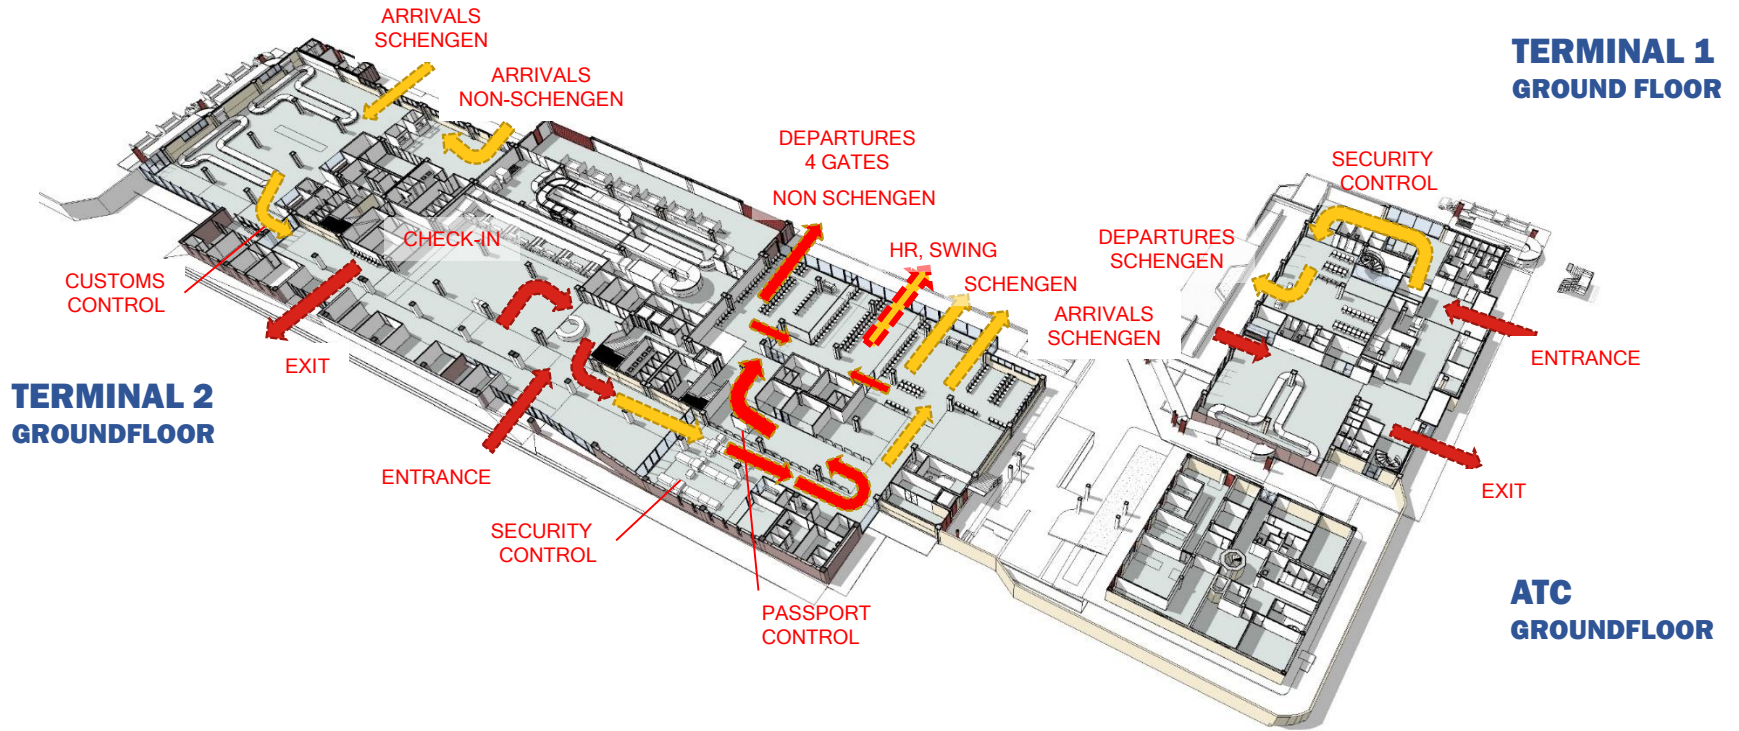 ARRIVALS
SCHENGEN
ARRIVALS
NON-SCHENGEN
DEPARTURES
4 GATES
NON SCHENGEN
HR, SWING
SCHENGEN
CHECK-IN
CUSTOMS
CONTROL
EXIT
TERMINAL 2
GROUNDFLOOR
ENTRANCE
SECURITY
CONTROL
PASSPORT
CONTROL
TERMINAL 1
GROUND FLOOR
SECURITY
CONTROL
DEPARTURES
SCHENGEN
ARRIVALS
SCHENGEN
ENTRANCE
EXIT
ATC
GROUNDFLOOR